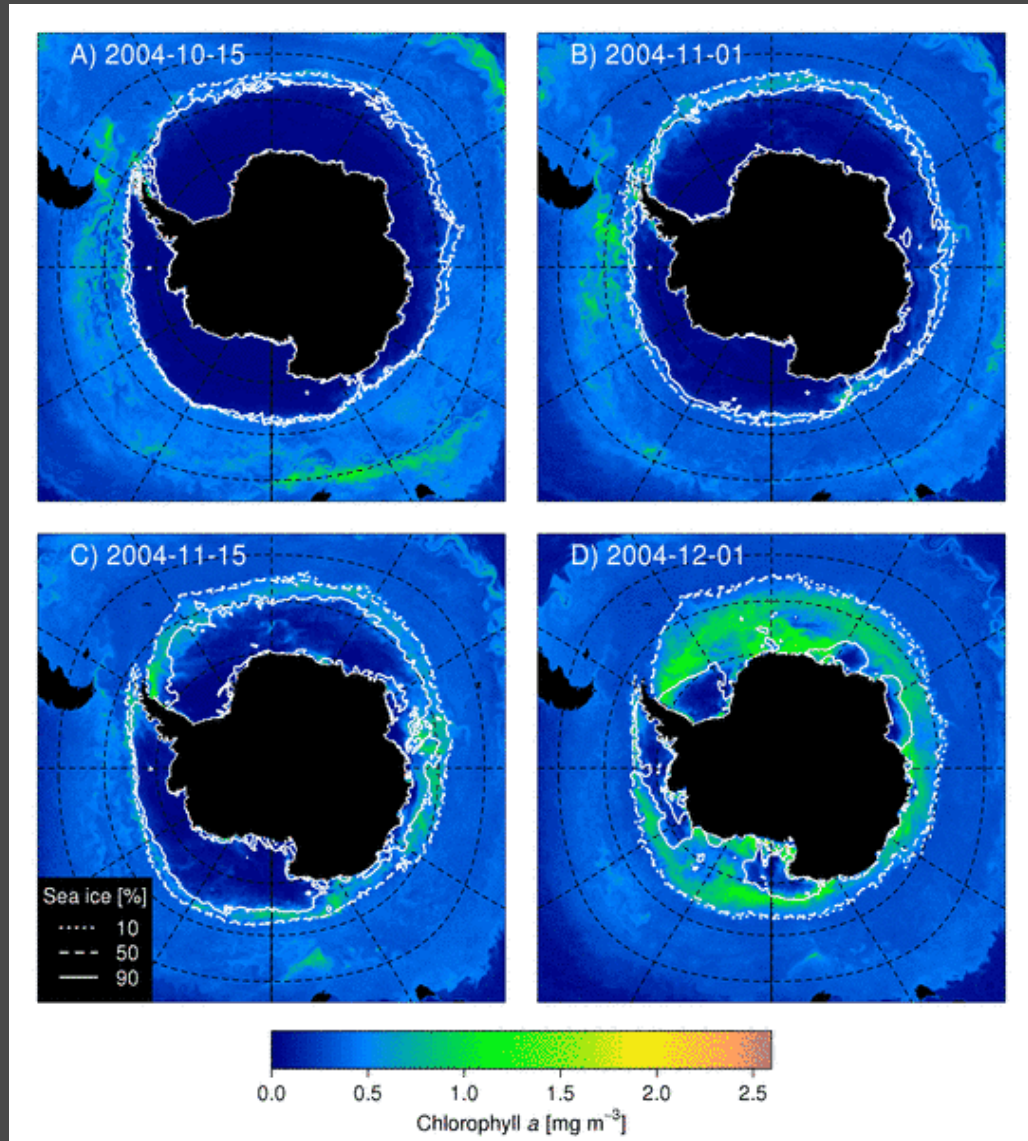 A) 2004-10-15
B) 2004-11-01
C) 2004-11-15
D) 2004-12-01
Sea ice [%]
10
50
90
0.0 0.5 1.0 1.5 2.0 2.5
Chlorophyll a [mg m⁻³]